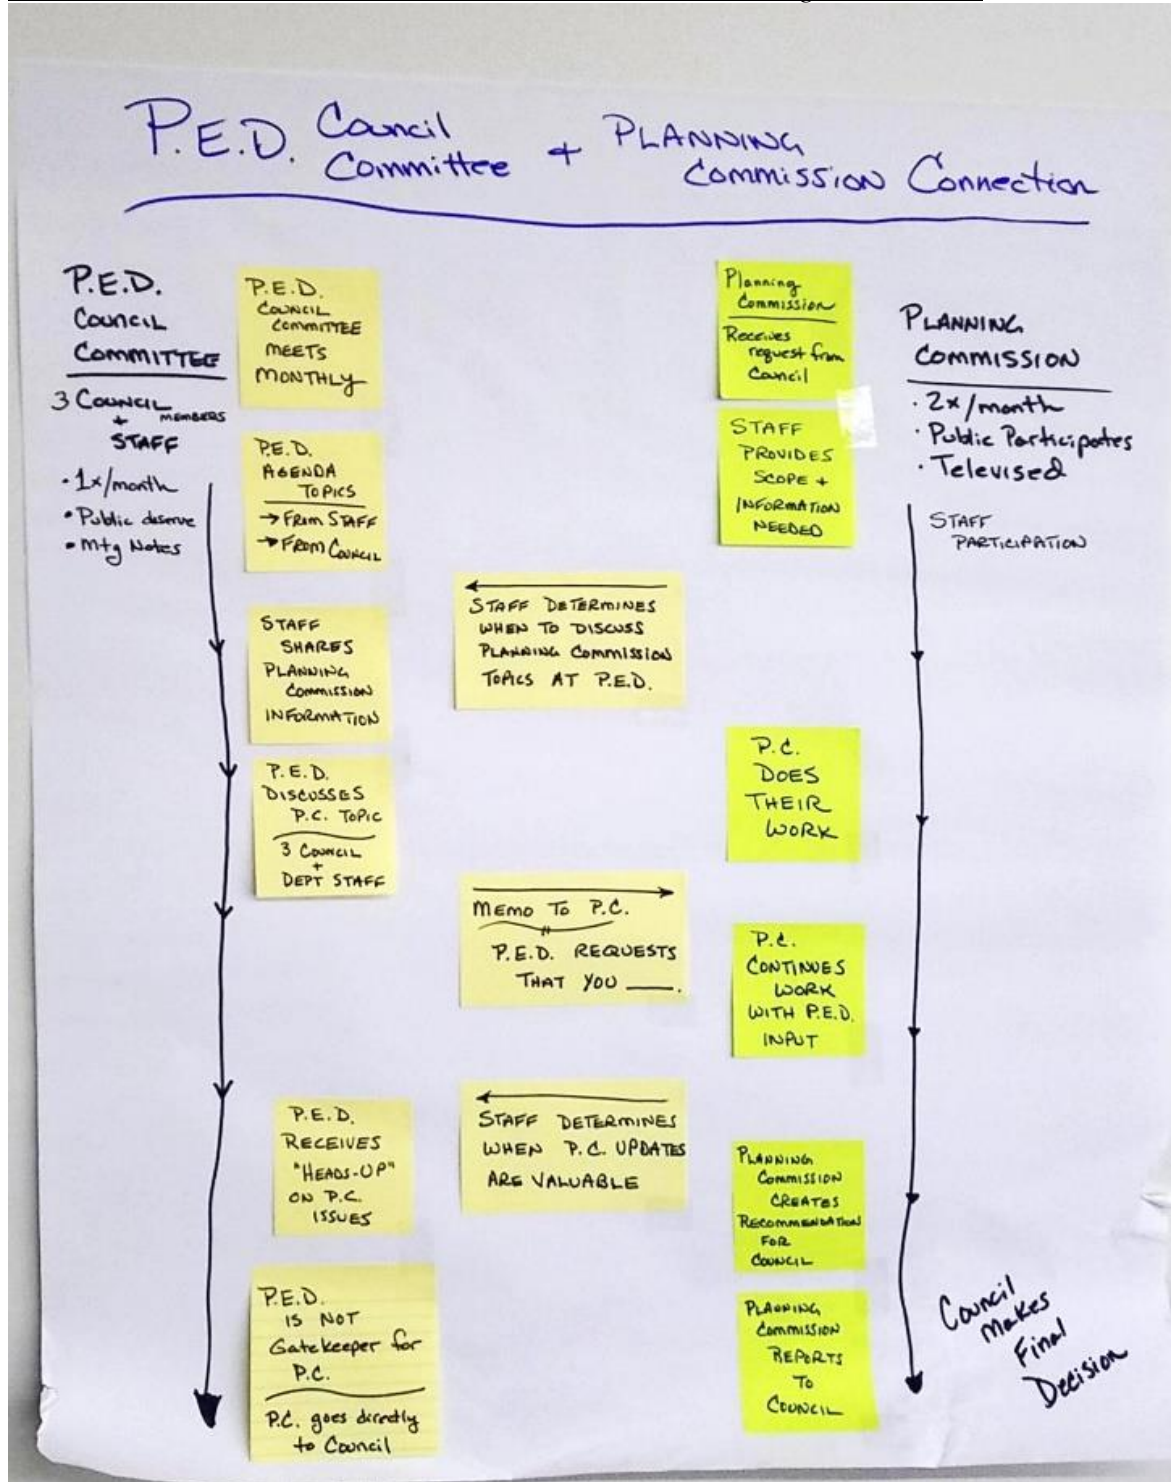 P.E.D. Council Committee + PLANNING COMMISSION Connection
P.E.D.
COUNCIL
COMMITTEE
3 COUNCIL MEMBERS
+
STAFF
• 1x/month
• Public deserve
• Mtg Notes
P.E.D.
COUNCIL
COMMITTEE
MEETS
MONTHLY
P.E.D.
AGENDA
TOPICS
→ FROM STAFF
→ FROM COUNCIL
STAFF
SHARES
PLANNING
COMMISSION
INFORMATION
P.E.D.
DISCUSSES
P.C. TOPIC
3 COUNCIL
+
DEPT STAFF
P.E.D.
RECEIVES
"HEADS-UP"
ON P.C.
ISSUES
P.E.D.
IS NOT
Gatekeeper for
P.C.
P.C. goes directly
to Council
STAFF DETERMINES
WHEN TO DISCUSS
PLANNING COMMISSION
TOPICS AT P.E.D.
MEMO TO P.C.
P.E.D. REQUESTS
THAT YOU ___.
STAFF DETERMINES
WHEN P.C. UPDATES
ARE VALUABLE
Planning
Commission
Receives
request from
Council
STAFF
PROVIDES
SCOPE +
INFORMATION
NEEDED
P.C.
DOES
THEIR
WORK
P.C.
CONTINUES
WORK
WITH P.E.D.
INPUT
PLANNING
COMMISSION
CREATES
RECOMMENDATION
FOR
COUNCIL
PLANNING
COMMISSION
REPORTS
TO
COUNCIL
PLANNING
COMMISSION
• 2x/month
• Public Participates
• Televised
STAFF
PARTICIPATION
Council
Makes
Final
Decision